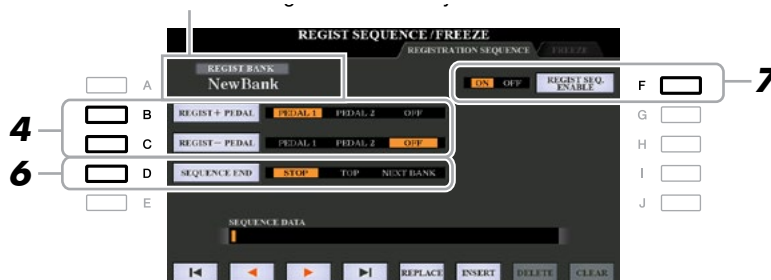 REGIST SEQUENCE/FREEZE
REGISTRATION SEQUENCE FREEZE
REGIST BANK
NewBank
ON OFF REGIST SEQ. ENABLE
A
F
7
B
REGIST + PEDAL PEDAL 1 PEDAL 2 OFF
G
4
C
REGIST − PEDAL PEDAL 1 PEDAL 2 OFF
H
6
D
SEQUENCE END STOP TOP NEXT BANK
I
E
J
SEQUENCE DATA
REPLACE INSERT DELETE CLEAR